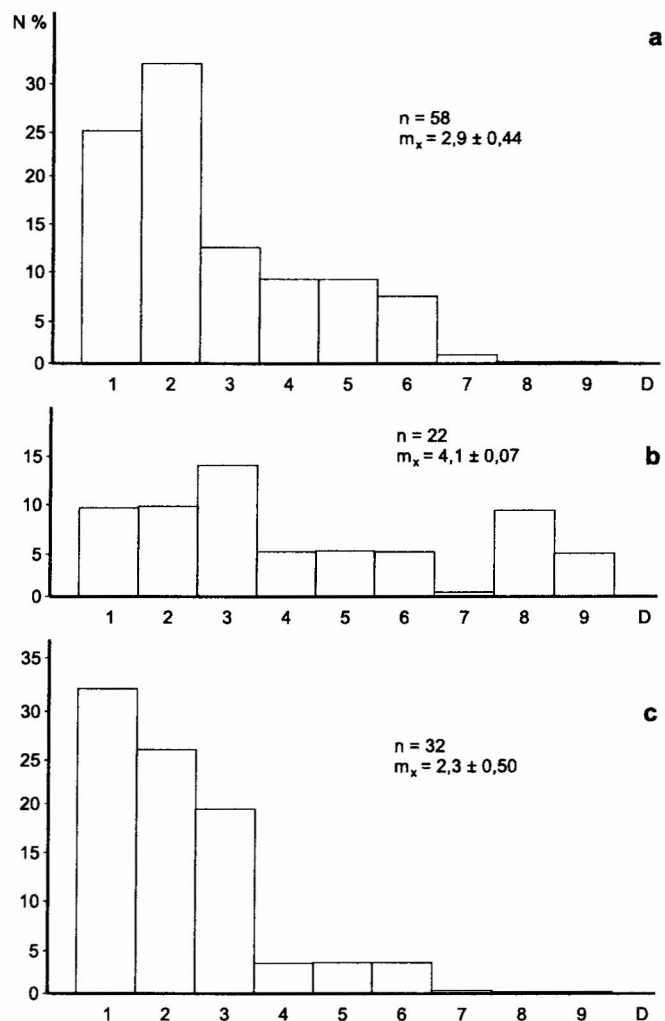 N %
a
30
25
20
15
10
5
0
n = 58
mx = 2,9 ± 0,44
1 2 3 4 5 6 7 8 9 D
b
15
10
5
0
n = 22
mx = 4,1 ± 0,07
1 2 3 4 5 6 7 8 9 D
c
35
30
25
20
15
10
5
0
n = 32
mx = 2,3 ± 0,50
1 2 3 4 5 6 7 8 9 D